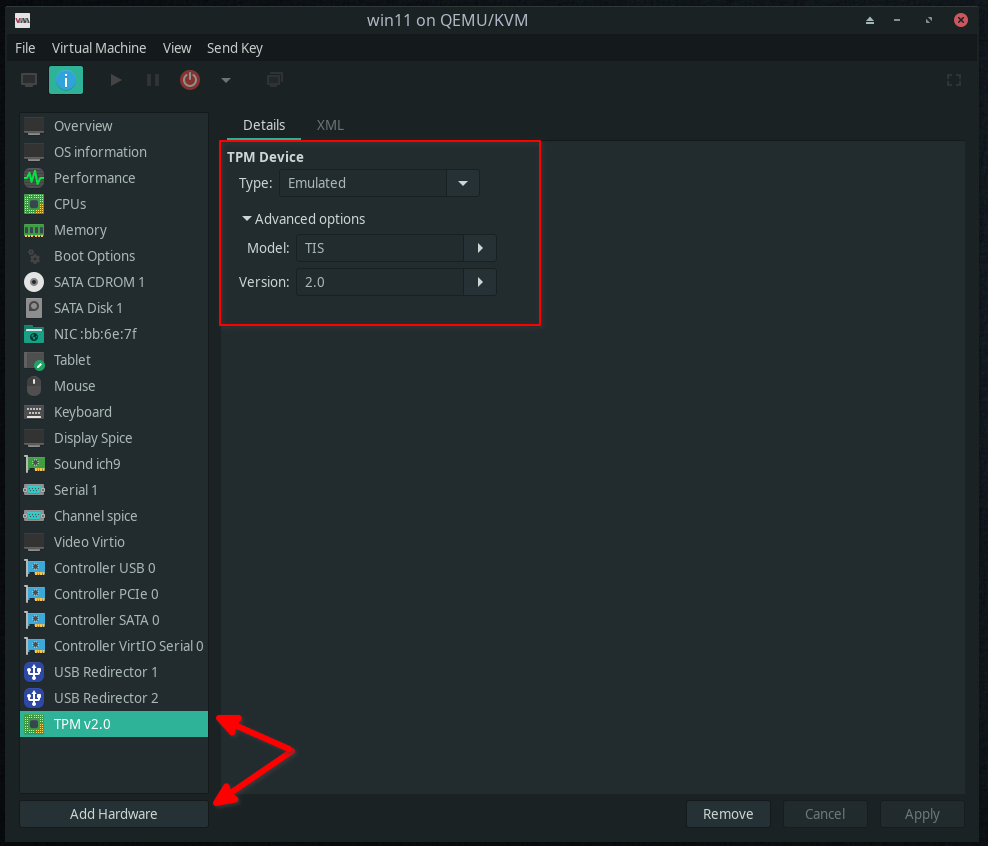 win11 on QEMU/KVM
File Virtual Machine View Send Key
Details XML
Overview
OS information
Performance
CPUs
Memory
Boot Options
SATA CDROM 1
SATA Disk 1
NIC :bb:6e:7f
Tablet
Mouse
Keyboard
Display Spice
Sound ich9
Serial 1
Channel spice
Video Virtio
Controller USB 0
Controller PCIe 0
Controller SATA 0
Controller VirtIO Serial 0
USB Redirector 1
USB Redirector 2
TPM v2.0
TPM Device
Type: Emulated
Advanced options
Model: TIS
Version: 2.0
Add Hardware Remove Cancel Apply